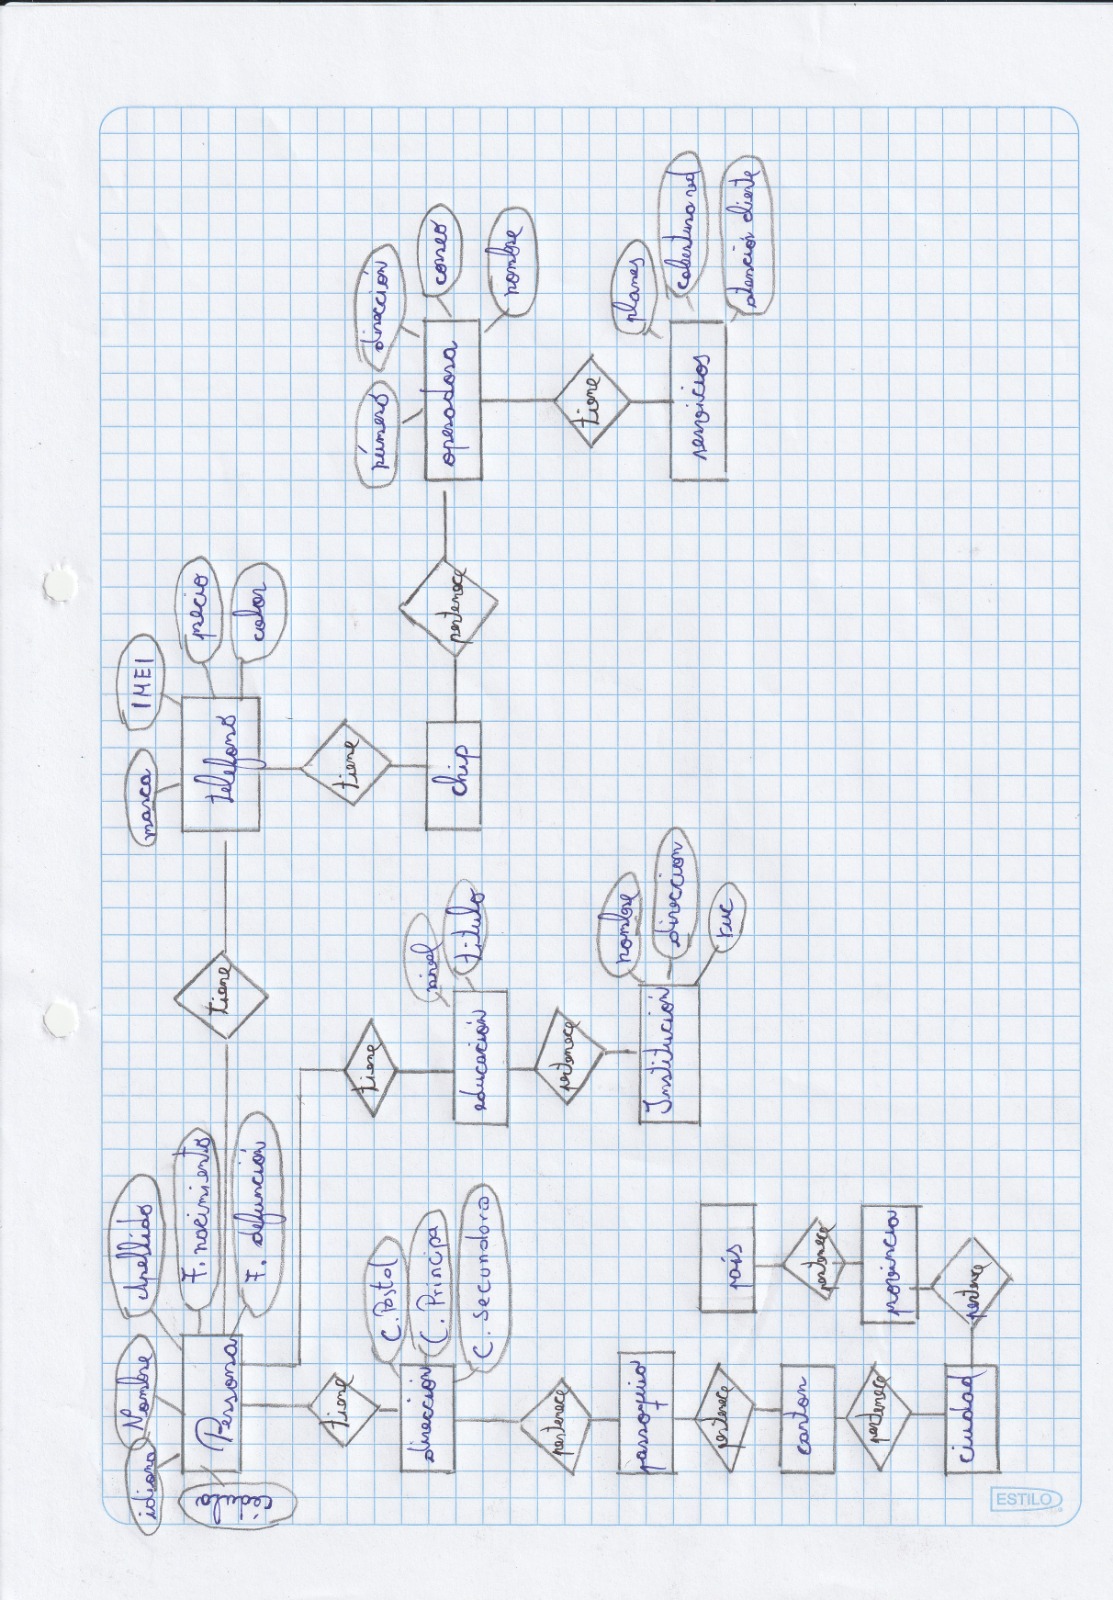 idioma
Nombre
Apellido
cédula
Persona
F. nacimiento
F. defunción
tiene
marca
IMEI
telefono
precio
color
tiene
tiene
tiene
dirección
C. Postal
C. Principa
C. Secundaria
nivel
educación
titulo
chip
pertenece
número
dirección
operadora
correo
nombre
pertenece
pertenece
tiene
parroquia
Institución
nombre
direccion
ruc
planes
servicios
cobertura red
atención cliente
pertenece
país
canton
pertenece
pertenece
provincia
ciudad
ESTILO